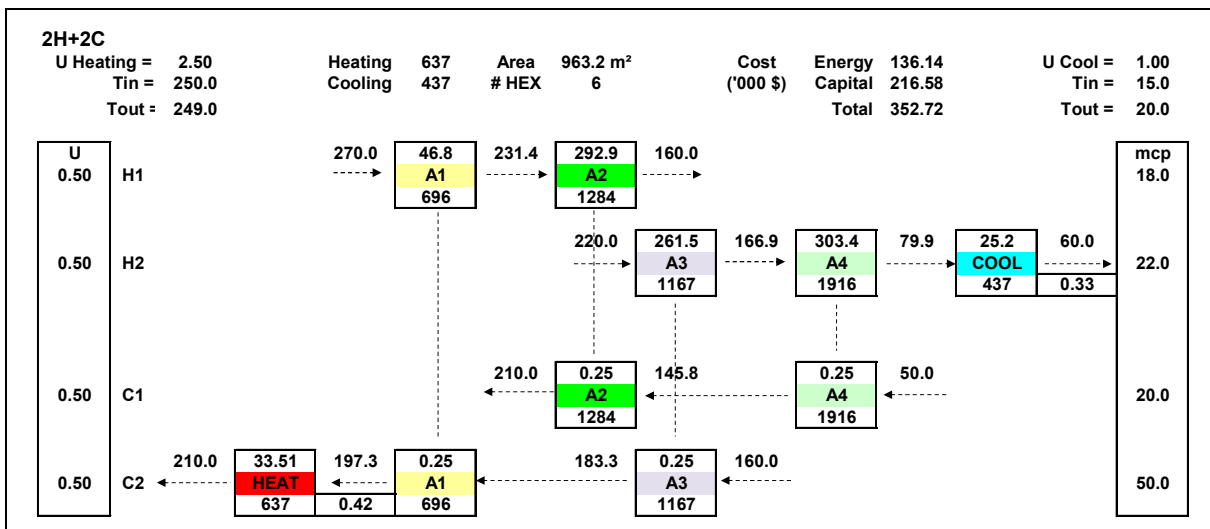 2H+2C
U Heating = 2.50 Heating 637 Area 963.2 m² Cost Energy 136.14 U Cool = 1.00
Tin = 250.0 Cooling 437 # HEX 6 ('000 $) Capital 216.58 Tin = 15.0
Tout = 249.0 Total 352.72 Tout = 20.0
U 270.0 46.8 231.4 292.9 160.0 mcp
0.50 H1 A1 A2 18.0
696 1284
220.0 261.5 166.9 303.4 79.9 25.2 60.0
0.50 H2 A3 A4 COOL 22.0
1167 1916 437 0.33
210.0 0.25 145.8 0.25 50.0
0.50 C1 A2 A4 20.0
1284 1916
210.0 33.51 197.3 0.25 183.3 0.25 160.0
0.50 C2 HEAT A1 A3 50.0
637 0.42 696 1167